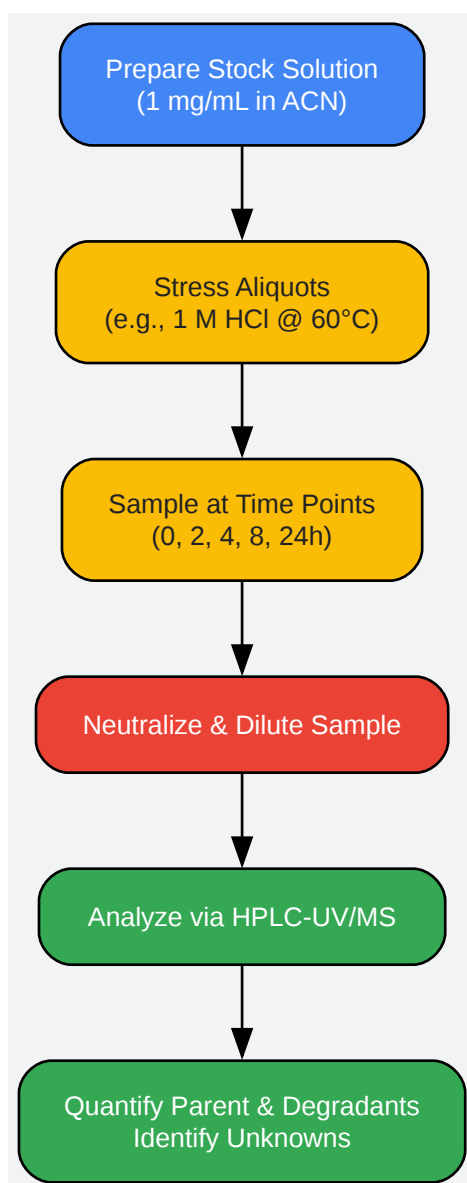 Prepare Stock Solution
(1 mg/mL in ACN)
Stress Aliquots
(e.g., 1 M HCl @ 60°C)
Sample at Time Points
(0, 2, 4, 8, 24h)
Neutralize & Dilute Sample
Analyze via HPLC-UV/MS
Quantify Parent & Degradants
Identify Unknowns